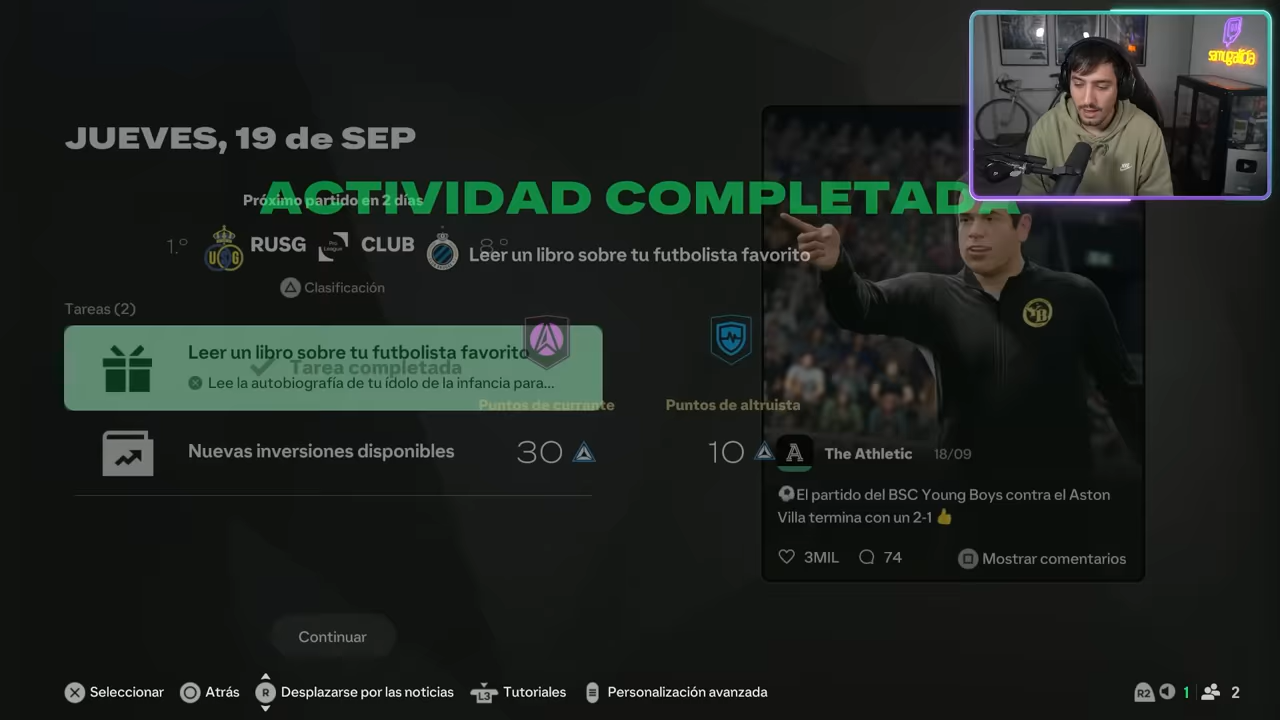 samugalida
JUEVES, 19 de SEP
ACTIVIDAD COMPLETADA
Próximo partido en 2 días
1.º RUSG Pro League CLUB 8.º
Leer un libro sobre tu futbolista favorito
Clasificación
Tareas (2)
Leer un libro sobre tu futbolista favorito
Tarea completada
Lee la autobiografía de tu ídolo de la infancia para...
Puntos de currante
Puntos de altruista
Nuevas inversiones disponibles
30
10
The Athletic 18/09
El partido del BSC Young Boys contra el Aston
Villa termina con un 2-1 👍
3MIL 74 Mostrar comentarios
Continuar
Seleccionar Atrás R Desplazarse por las noticias L3 Tutoriales Personalización avanzada
R2 1 2